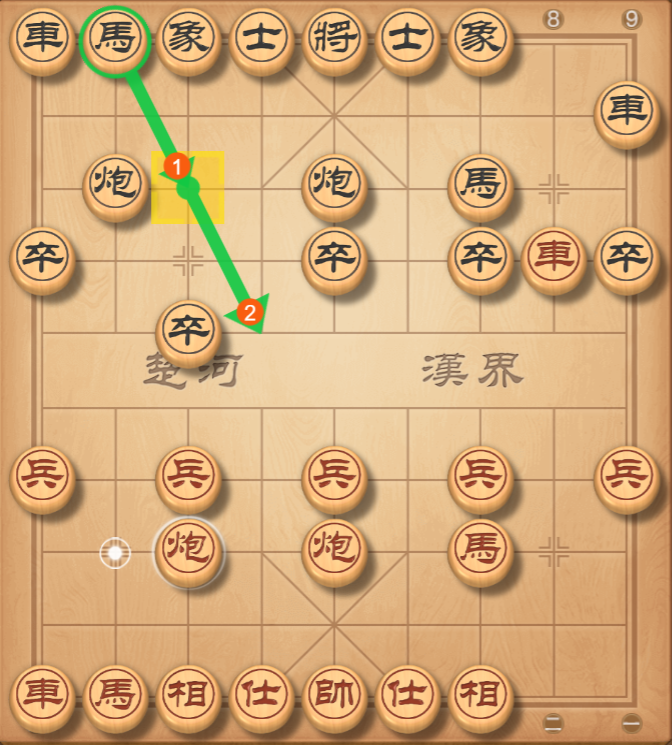 8 9
車 馬 象 士 將 士 象
車
炮 1 炮 馬
卒 卒 卒 車 卒
卒 2
楚河 漢界
兵 兵 兵 兵 兵
炮 炮 馬
車 馬 相 仕 帥 仕 相
二 一